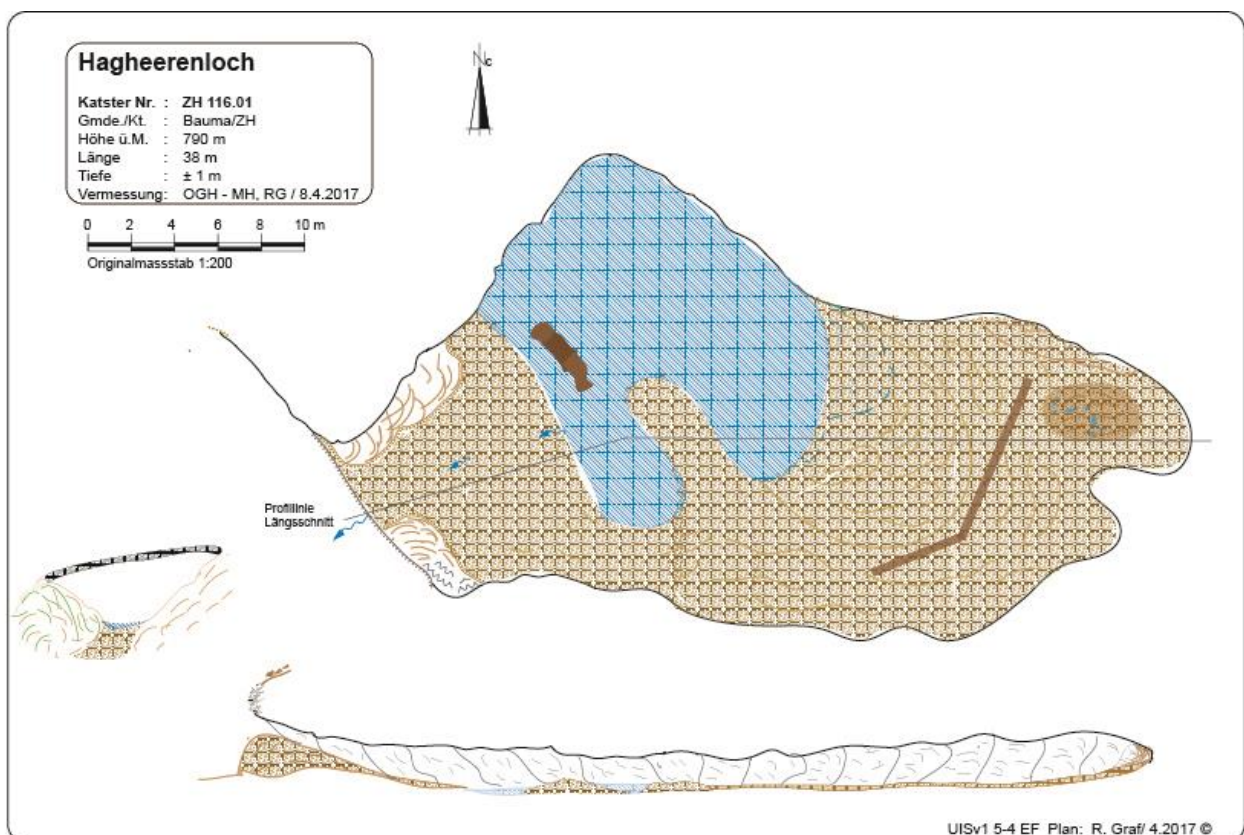 Hagheerenloch
Katster Nr. : ZH 116.01
Gmde./Kt. : Bauma/ZH
Höhe ü.M. : 790 m
Länge : 38 m
Tiefe : ± 1 m
Vermessung: OGH - MH, RG / 8.4.2017
Nc
0 2 4 6 8 10 m
Originalmassstab 1:200
Profillinie
Längsschnitt
UISv1 5-4 EF Plan: R. Graf/ 4.2017 ©